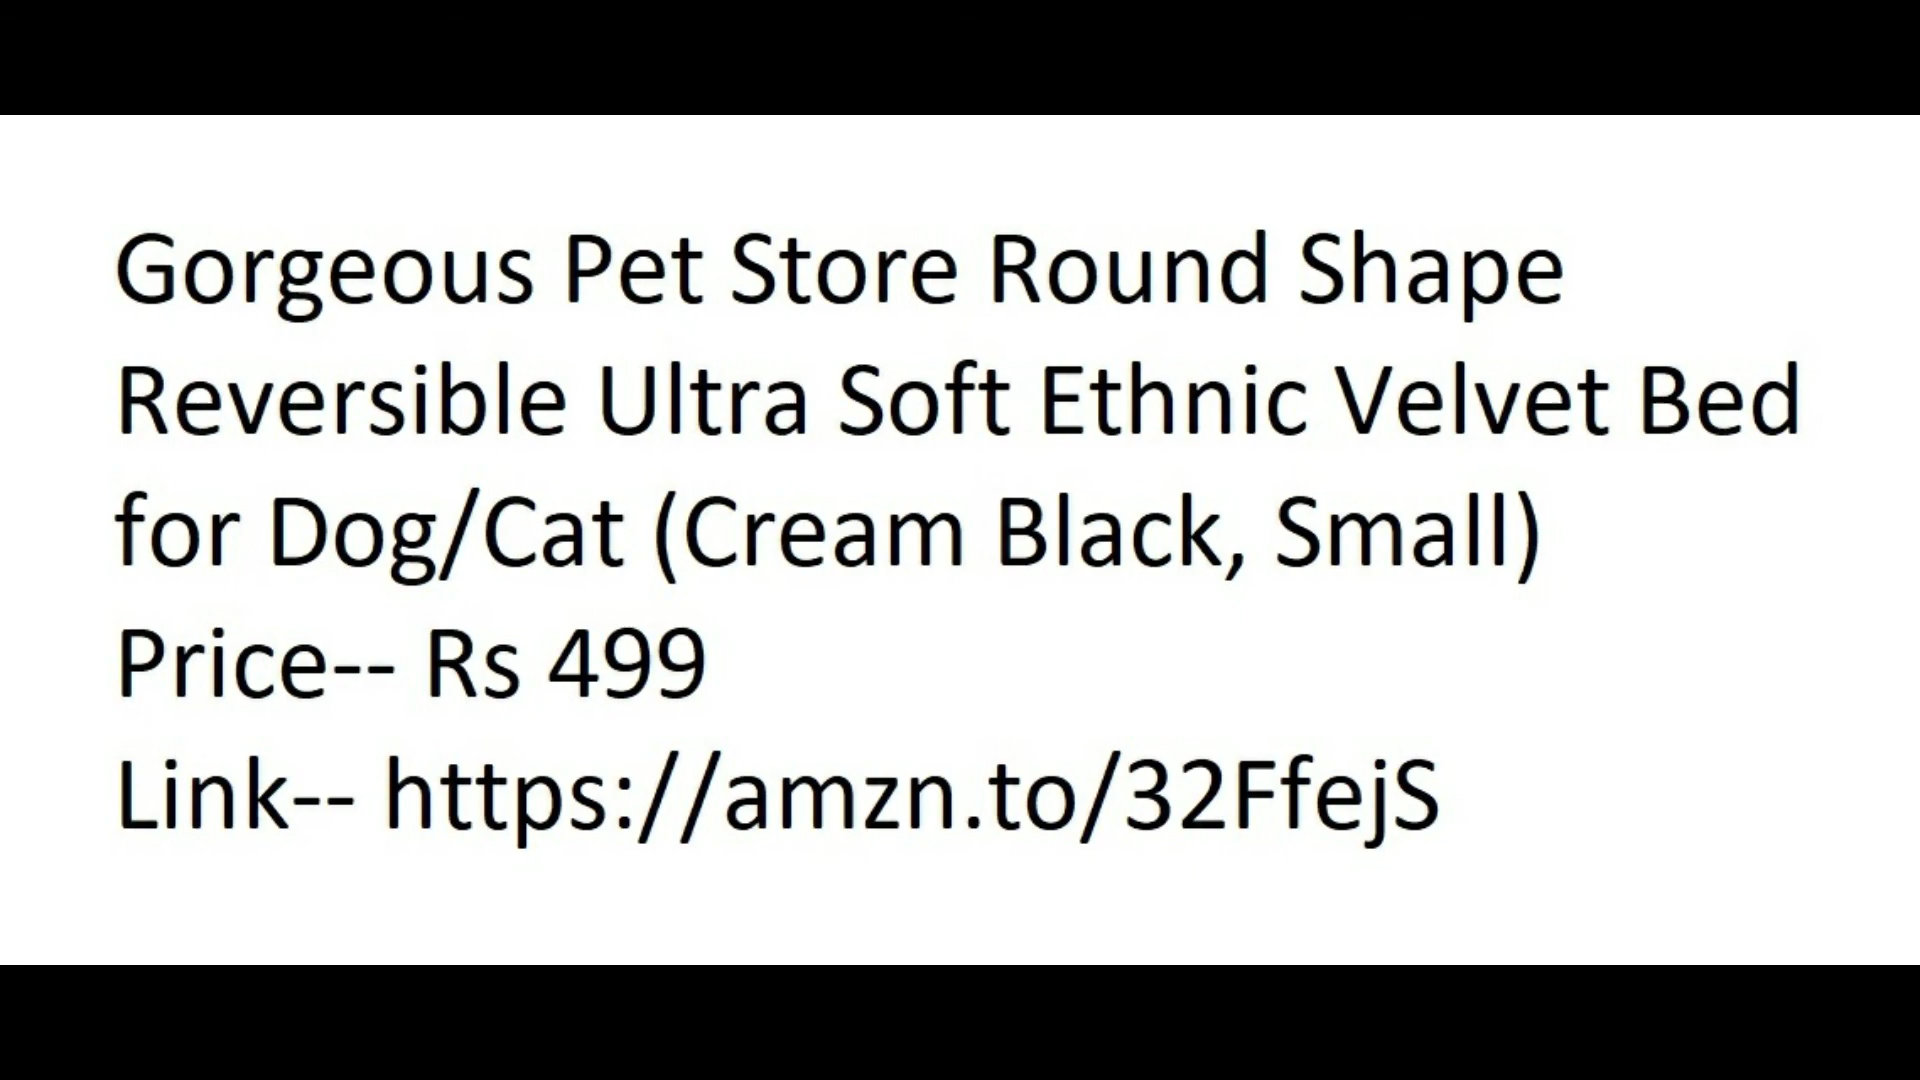 Gorgeous Pet Store Round Shape
Reversible Ultra Soft Ethnic Velvet Bed
for Dog/Cat (Cream Black, Small)
Price-- Rs 499
Link-- https://amzn.to/32FfejS